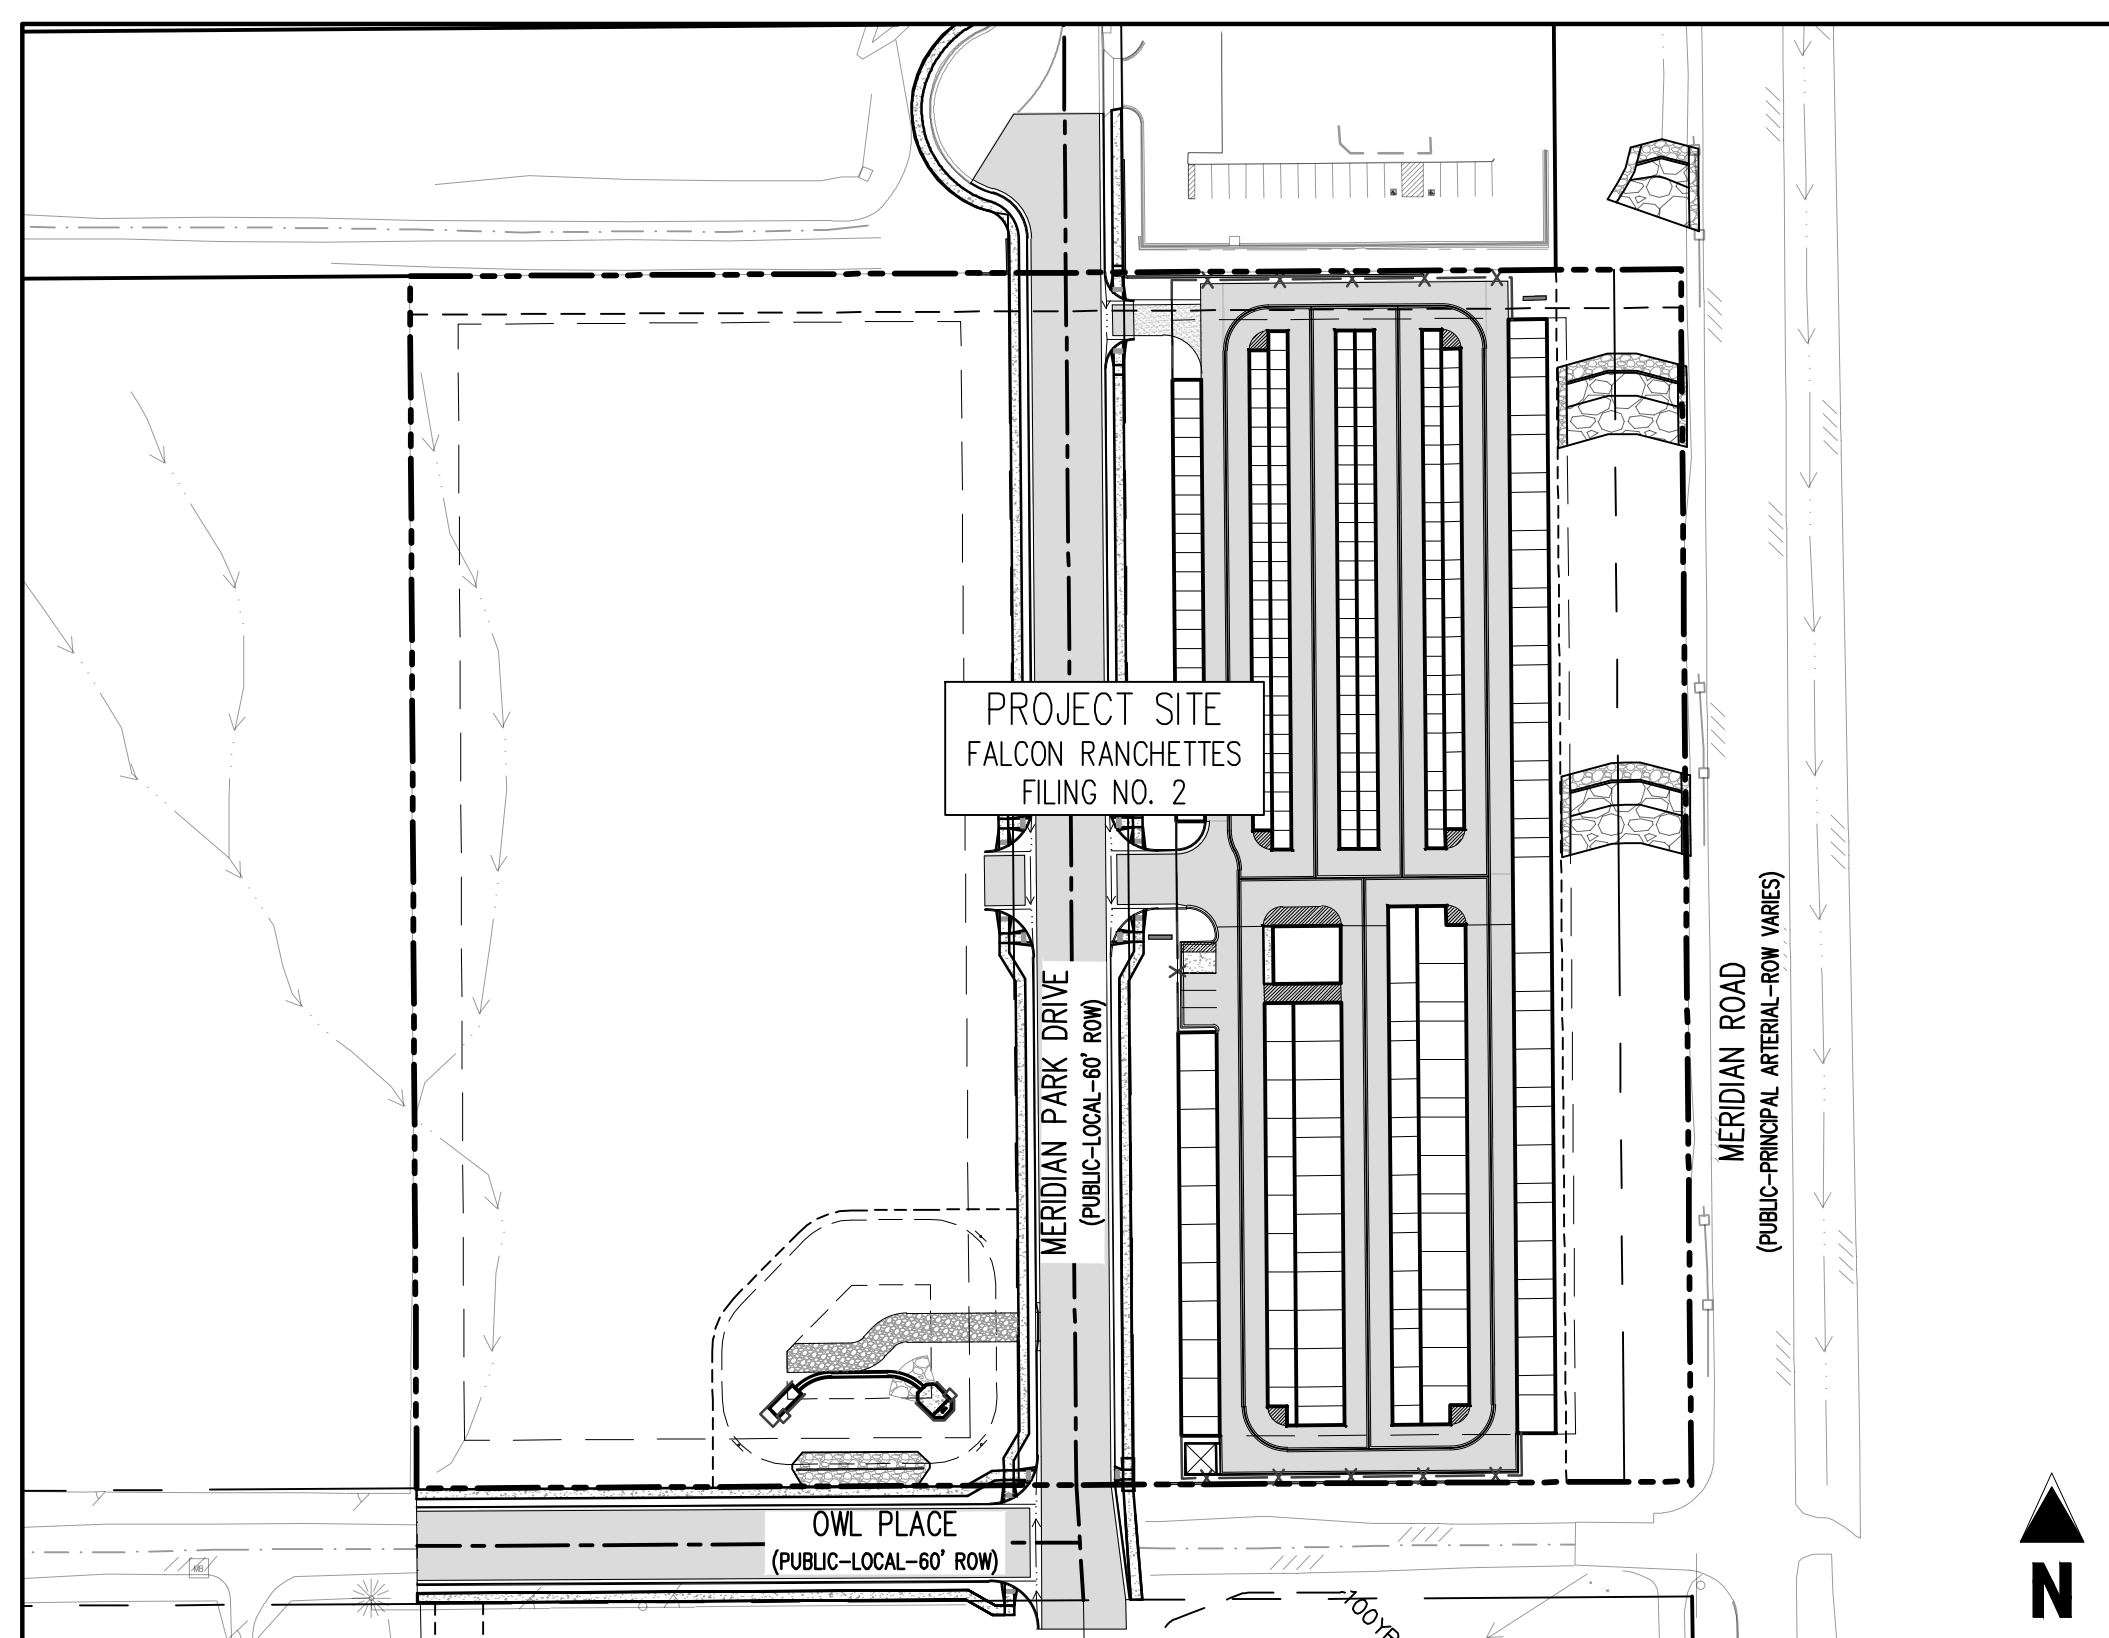 PROJECT SITE
FALCON RANCHETTES
FILING NO. 2
MERIDIAN PARK DRIVE
(PUBLIC-LOCAL-60' ROW)
MERIDIAN ROAD
(PUBLIC-PRINCIPAL ARTERIAL-ROW VARIES)
OWL PLACE
(PUBLIC-LOCAL-60' ROW)
MB
N